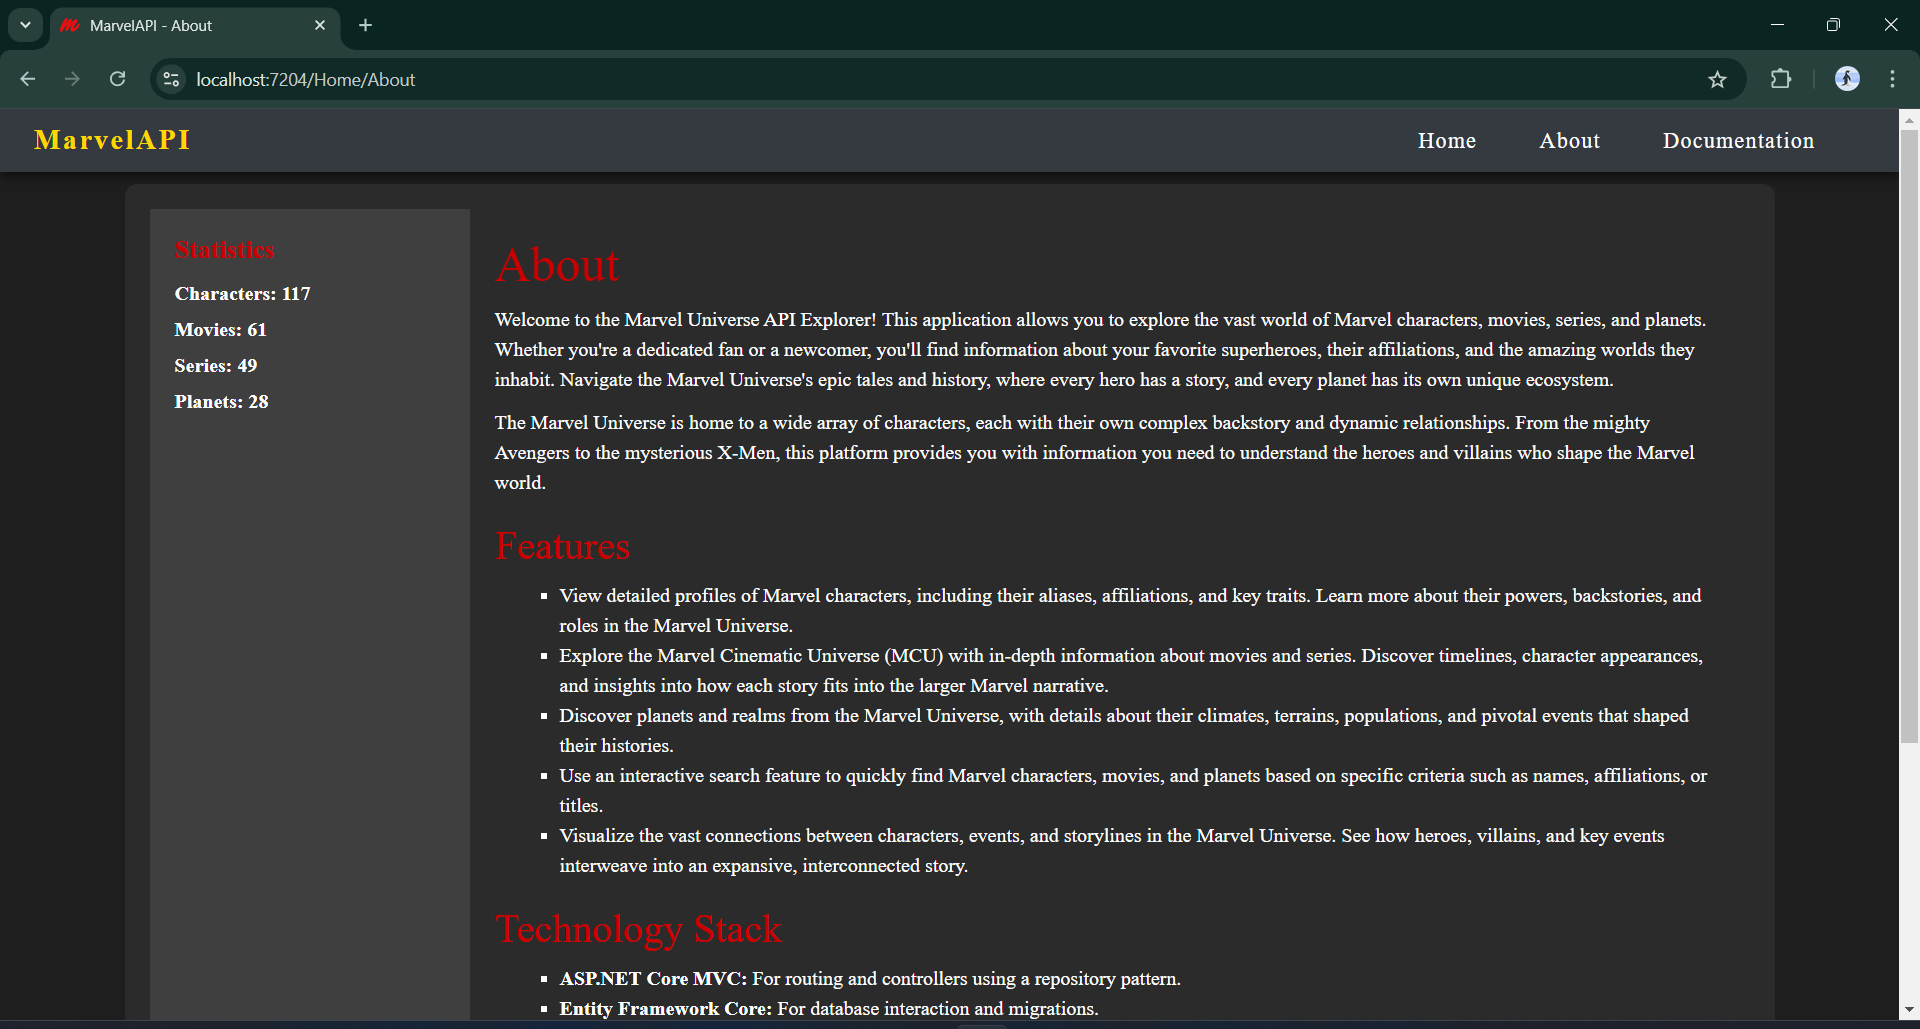 MarvelAPI - About
localhost:7204/Home/About
MarvelAPI
Home
About
Documentation
Statistics
Characters: 117
Movies: 61
Series: 49
Planets: 28
About
Welcome to the Marvel Universe API Explorer! This application allows you to explore the vast world of Marvel characters, movies, series, and planets.
Whether you're a dedicated fan or a newcomer, you'll find information about your favorite superheroes, their affiliations, and the amazing worlds they
inhabit. Navigate the Marvel Universe's epic tales and history, where every hero has a story, and every planet has its own unique ecosystem.
The Marvel Universe is home to a wide array of characters, each with their own complex backstory and dynamic relationships. From the mighty
Avengers to the mysterious X-Men, this platform provides you with information you need to understand the heroes and villains who shape the Marvel
world.
Features
View detailed profiles of Marvel characters, including their aliases, affiliations, and key traits. Learn more about their powers, backstories, and
roles in the Marvel Universe.
Explore the Marvel Cinematic Universe (MCU) with in-depth information about movies and series. Discover timelines, character appearances,
and insights into how each story fits into the larger Marvel narrative.
Discover planets and realms from the Marvel Universe, with details about their climates, terrains, populations, and pivotal events that shaped
their histories.
Use an interactive search feature to quickly find Marvel characters, movies, and planets based on specific criteria such as names, affiliations, or
titles.
Visualize the vast connections between characters, events, and storylines in the Marvel Universe. See how heroes, villains, and key events
interweave into an expansive, interconnected story.
Technology Stack
ASP.NET Core MVC: For routing and controllers using a repository pattern.
Entity Framework Core: For database interaction and migrations.